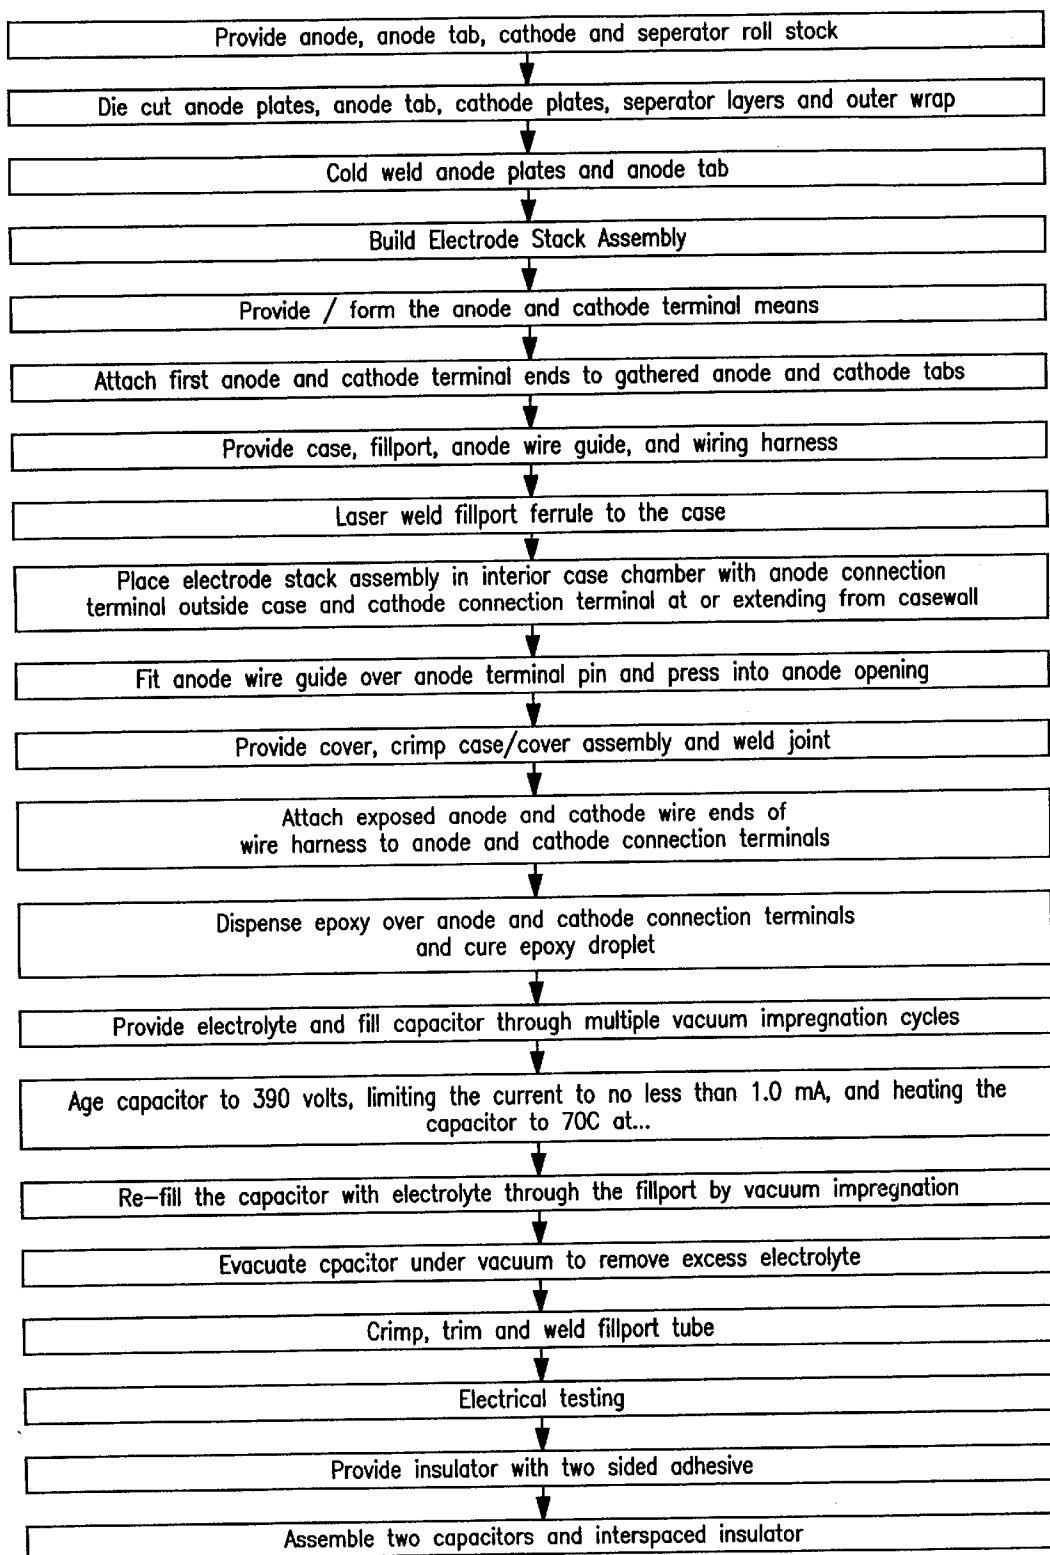 Provide anode, anode tab, cathode and seperator roll stock
Die cut anode plates, anode tab, cathode plates, seperator layers and outer wrap
Cold weld anode plates and anode tab
Build Electrode Stack Assembly
Provide / form the anode and cathode terminal means
Attach first anode and cathode terminal ends to gathered anode and cathode tabs
Provide case, fillport, anode wire guide, and wiring harness
Laser weld fillport ferrule to the case
Place electrode stack assembly in interior case chamber with anode connection
terminal outside case and cathode connection terminal at or extending from casewall
Fit anode wire guide over anode terminal pin and press into anode opening
Provide cover, crimp case/cover assembly and weld joint
Attach exposed anode and cathode wire ends of
wire harness to anode and cathode connection terminals
Dispense epoxy over anode and cathode connection terminals
and cure epoxy droplet
Provide electrolyte and fill capacitor through multiple vacuum impregnation cycles
Age capacitor to 390 volts, limiting the current to no less than 1.0 mA, and heating the
capacitor to 70C at...
Re-fill the capacitor with electrolyte through the fillport by vacuum impregnation
Evacuate cpacitor under vacuum to remove excess electrolyte
Crimp, trim and weld fillport tube
Electrical testing
Provide insulator with two sided adhesive
Assemble two capacitors and interspaced insulator